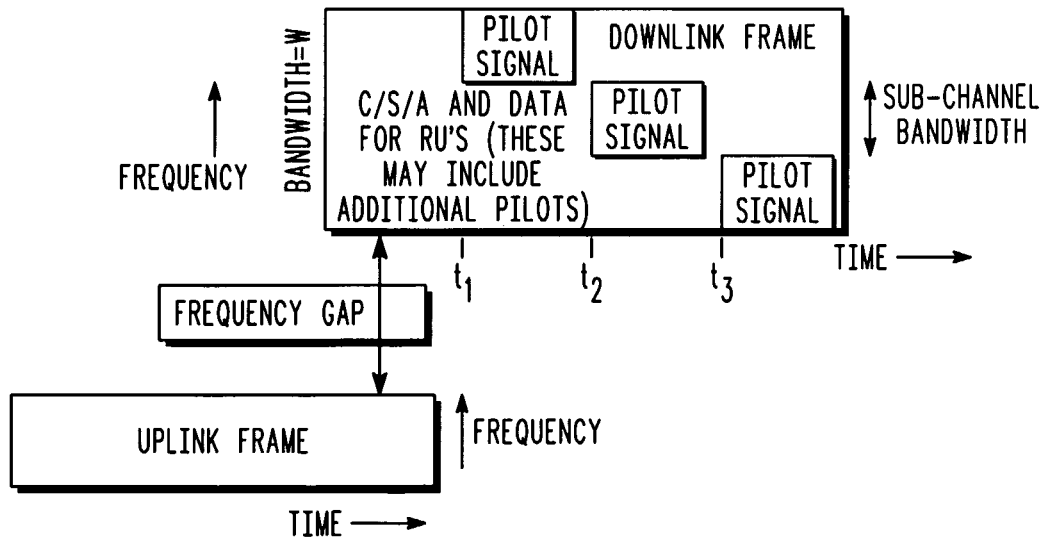 PILOT
SIGNAL
DOWNLINK FRAME
BANDWIDTH=W
FREQUENCY
C/S/A AND DATA
FOR RU'S (THESE
MAY INCLUDE
ADDITIONAL PILOTS)
PILOT
SIGNAL
PILOT
SIGNAL
SUB-CHANNEL
BANDWIDTH
t1
t2
t3
TIME
FREQUENCY GAP
UPLINK FRAME
FREQUENCY
TIME